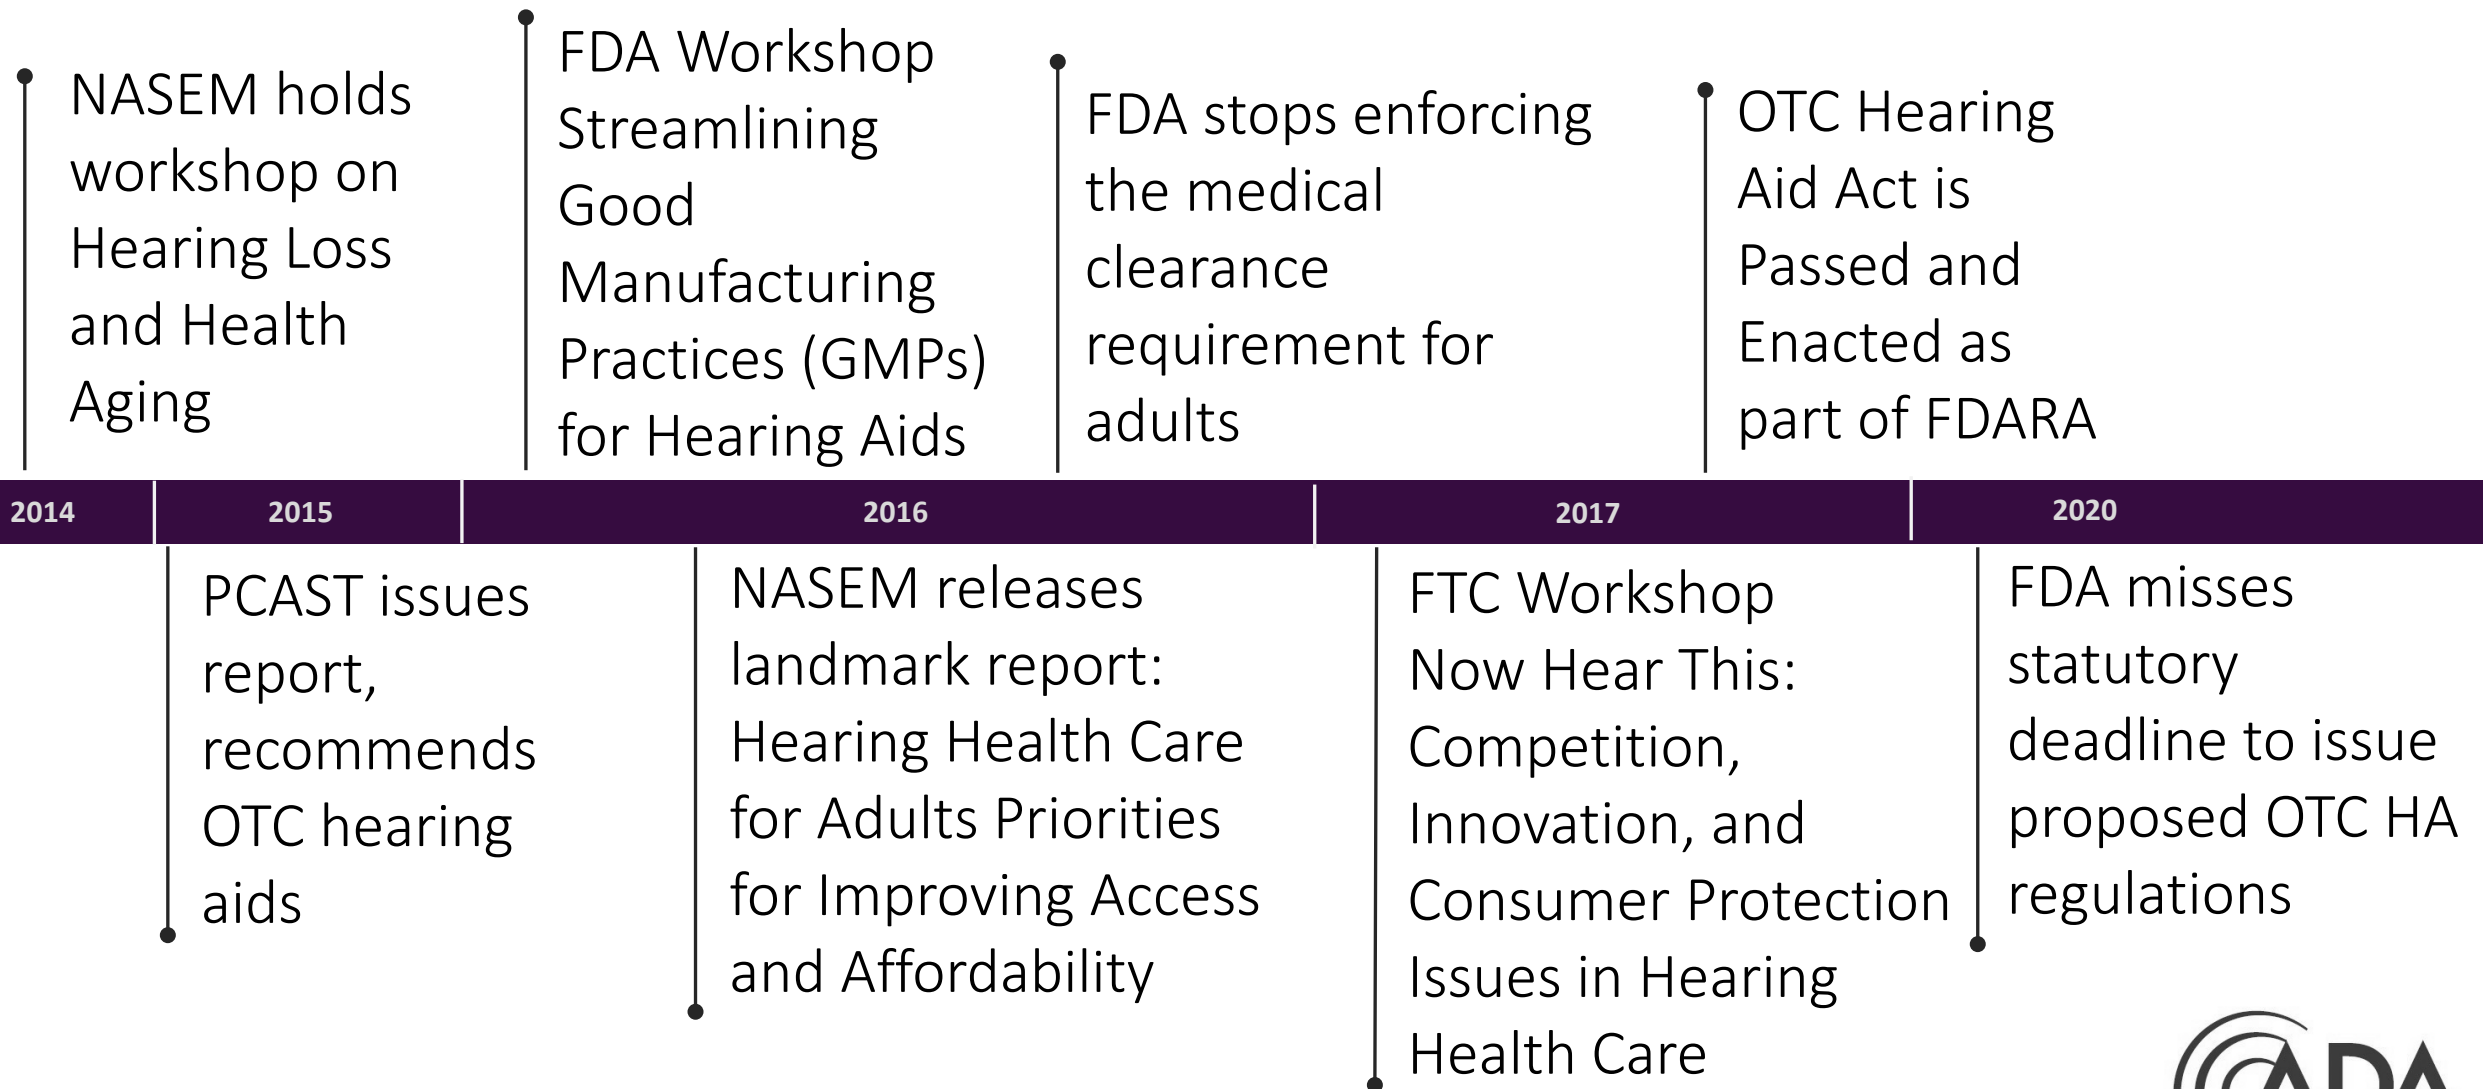 NASEM holds
workshop on
Hearing Loss
and Health
Aging
FDA Workshop
Streamlining
Good
Manufacturing
Practices (GMPs)
for Hearing Aids
FDA stops enforcing
the medical
clearance
requirement for
adults
OTC Hearing
Aid Act is
Passed and
Enacted as
part of FDARA
2014
2015
2016
2017
2020
PCAST issues
report,
recommends
OTC hearing
aids
NASEM releases
landmark report:
Hearing Health Care
for Adults Priorities
for Improving Access
and Affordability
FTC Workshop
Now Hear This:
Competition,
Innovation, and
Consumer Protection
Issues in Hearing
Health Care
FDA misses
statutory
deadline to issue
proposed OTC HA
regulations
ADA